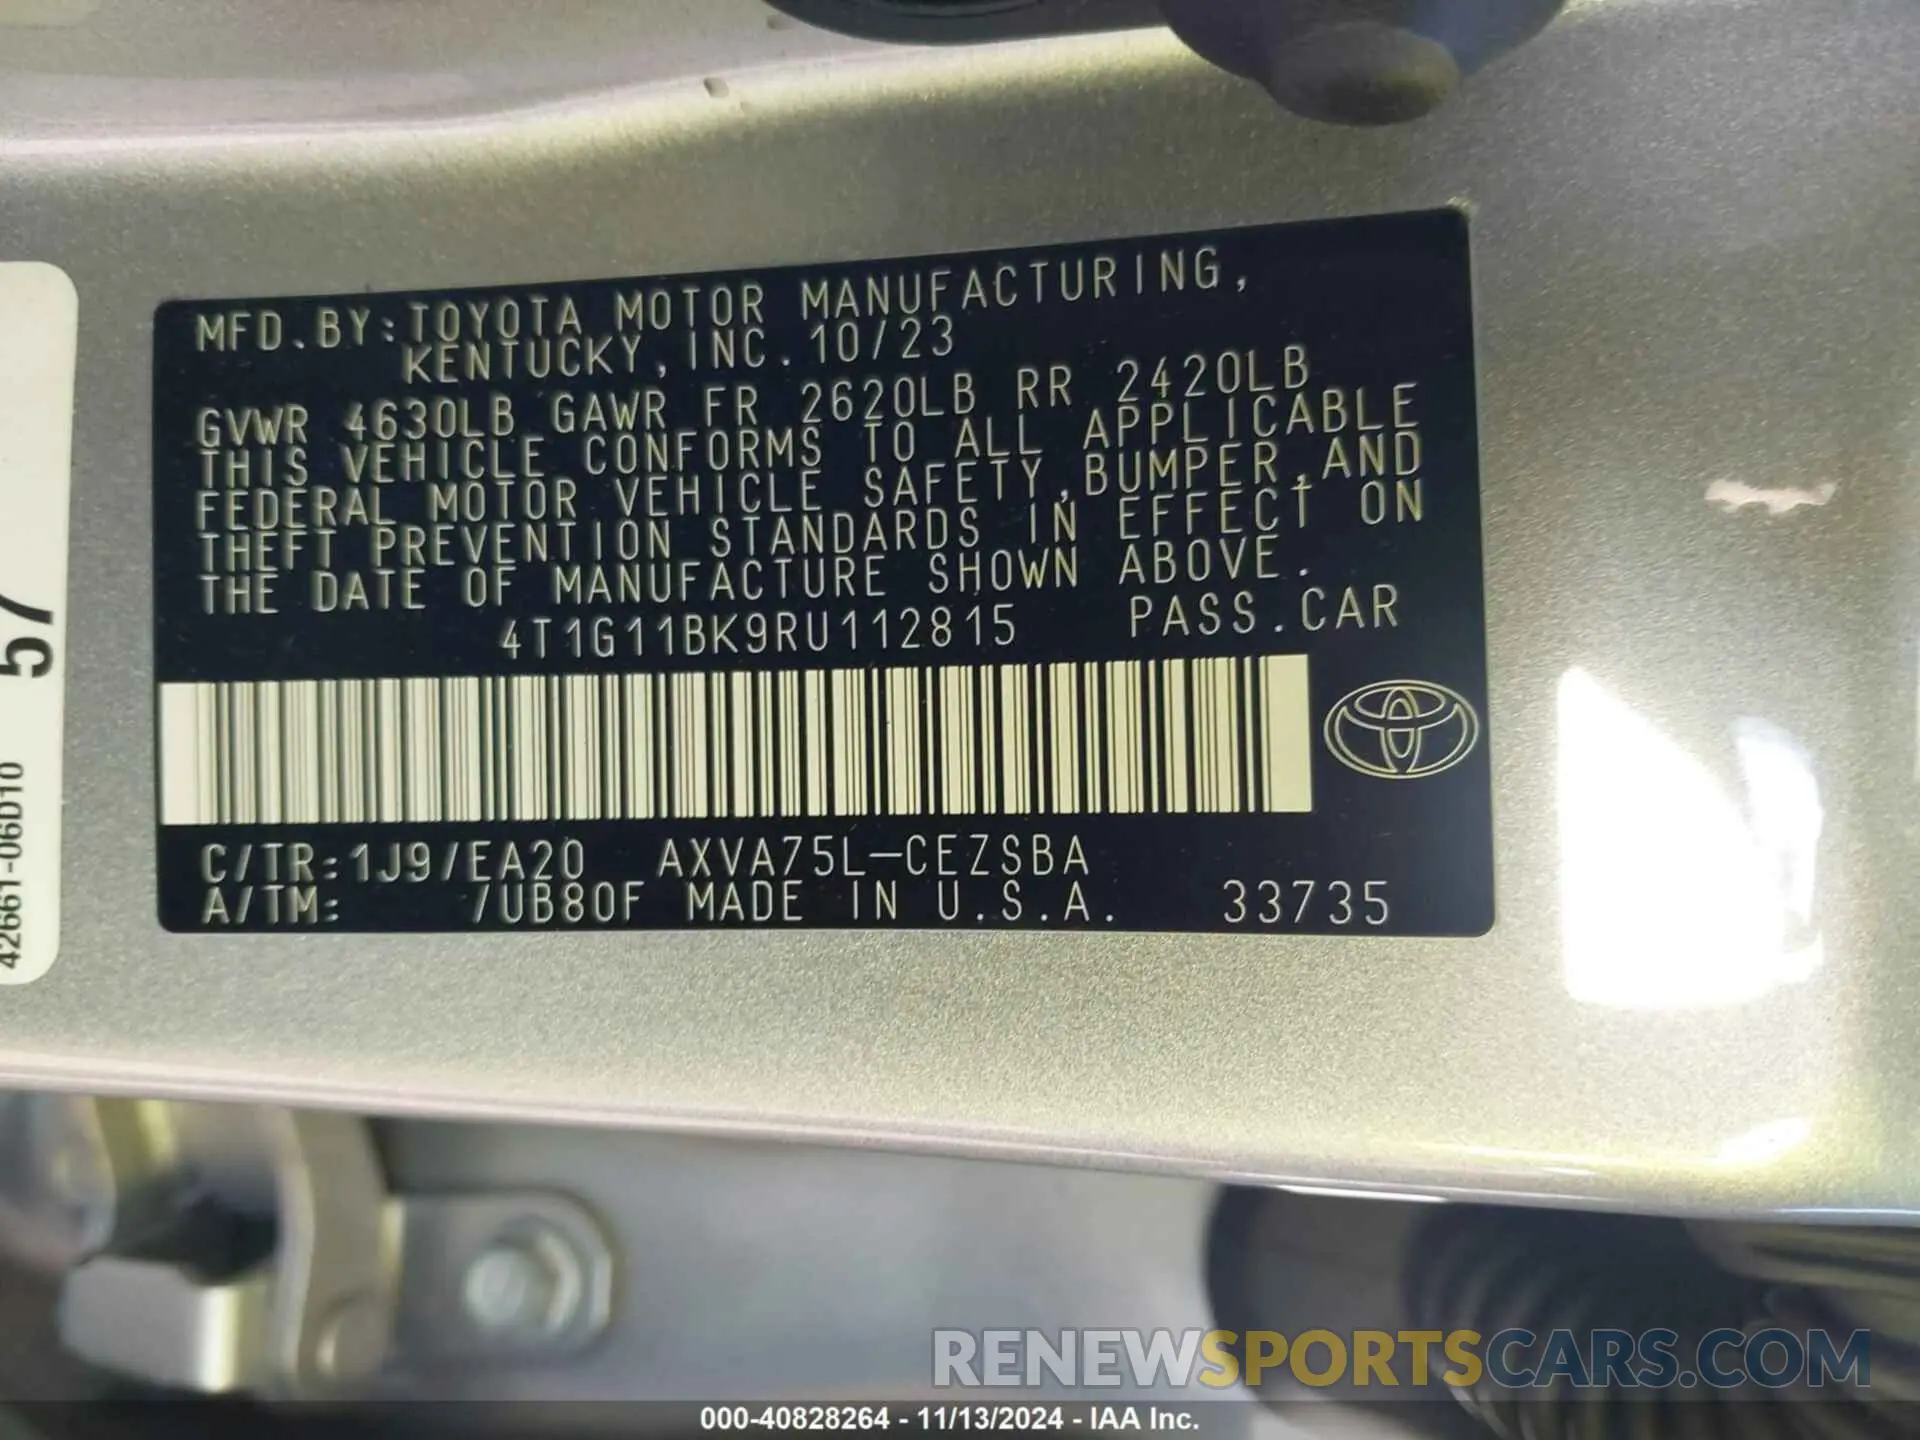 MFD.BY:TOYOTA MOTOR MANUFACTURING,
KENTUCKY,INC. 10/23
GVWR 4630LB GAWR FR 2620LB RR 2420LB
THIS VEHICLE CONFORMS TO ALL APPLICABLE
FEDERAL MOTOR VEHICLE SAFETY,BUMPER,AND
THEFT PREVENTION STANDARDS IN EFFECT ON
THE DATE OF MANUFACTURE SHOWN ABOVE.
4T1G11BK9RU112815 PASS.CAR
C/TR:1J9/EA20 AXVA75L-CEZSBA
A/TM: /UB80F MADE IN U.S.A. 33735
57
42661-06D10
RENEWSPORTSCARS.COM
000-40828264 - 11/13/2024 - IAA Inc.